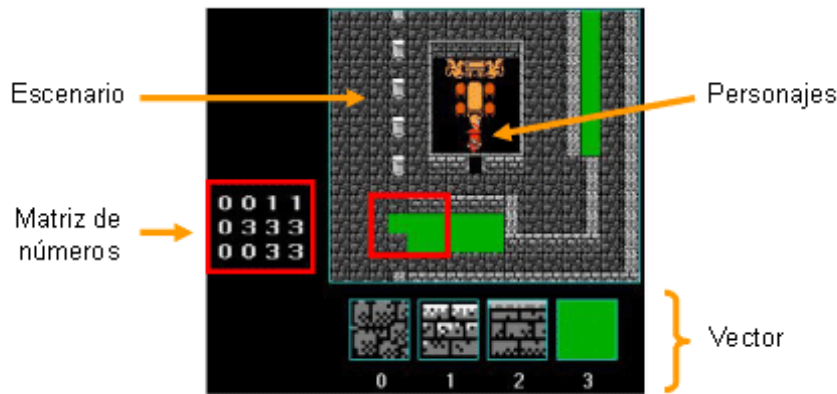 Escenario
Personajes
Matriz de
números
0 0 1 1
0 3 3 3
0 0 3 3
Vector
0 1 2 3